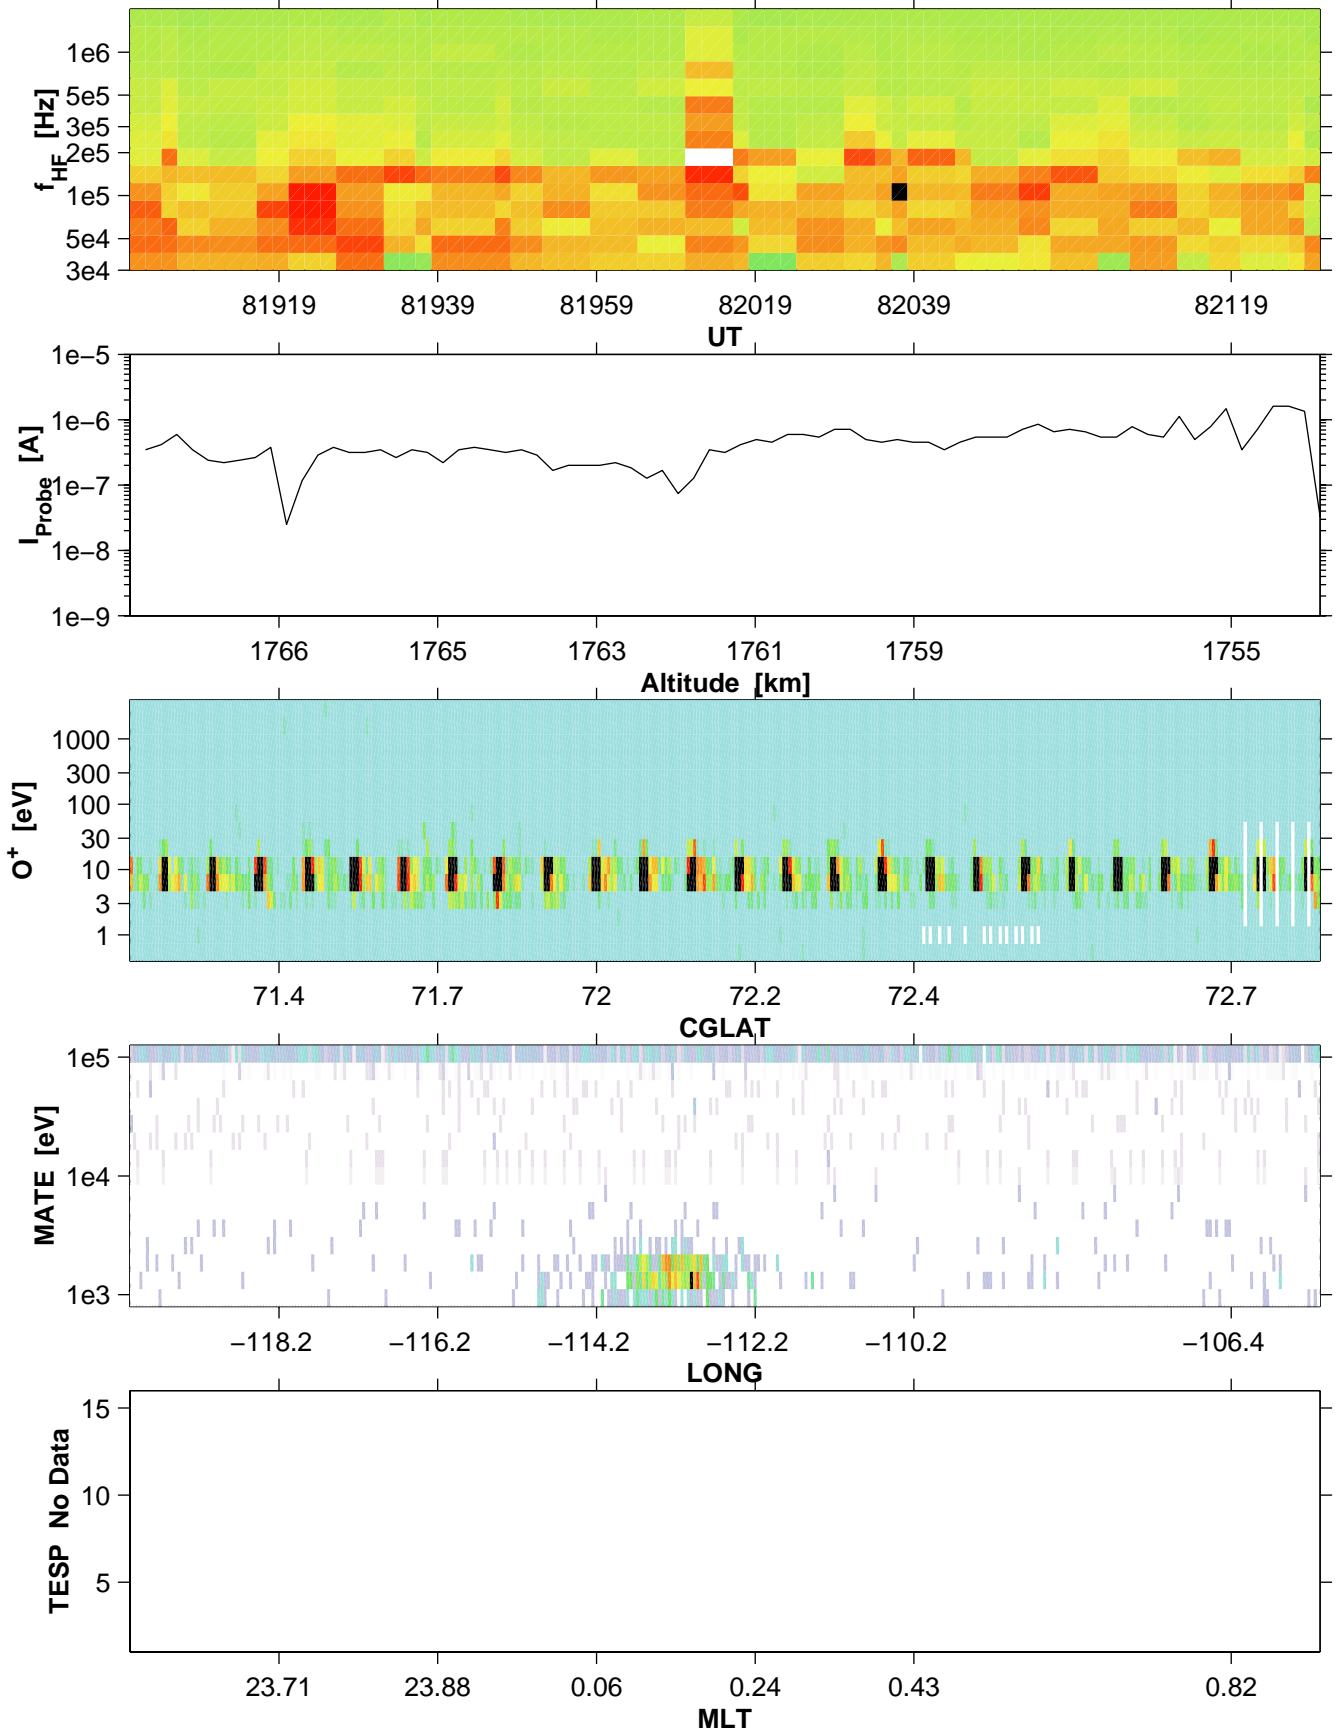 f_HF [Hz]
1e6
5e5
3e5
2e5
1e5
5e4
3e4
81919 81939 81959 82019 82039 82119
UT
I_Probe [A]
1e−5
1e−6
1e−7
1e−8
1e−9
1766 1765 1763 1761 1759 1755
Altitude [km]
O⁺ [eV]
1000
300
100
30
10
3
1
71.4 71.7 72 72.2 72.4 72.7
CGLAT
MATE [eV]
1e5
1e4
1e3
−118.2 −116.2 −114.2 −112.2 −110.2 −106.4
LONG
TESP No Data
15
10
5
23.71 23.88 0.06 0.24 0.43 0.82
MLT